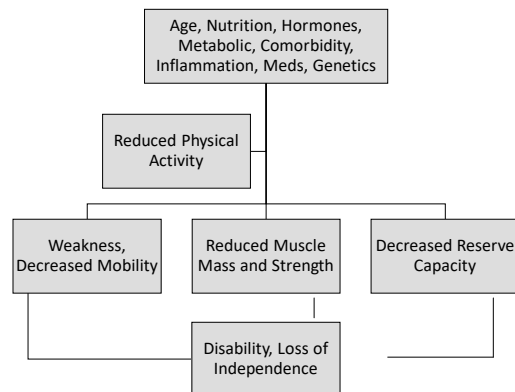 Age, Nutrition, Hormones,
Metabolic, Comorbidity,
Inflammation, Meds, Genetics
Reduced Physical
Activity
Weakness,
Decreased Mobility
Reduced Muscle
Mass and Strength
Decreased Reserve
Capacity
Disability, Loss of
Independence